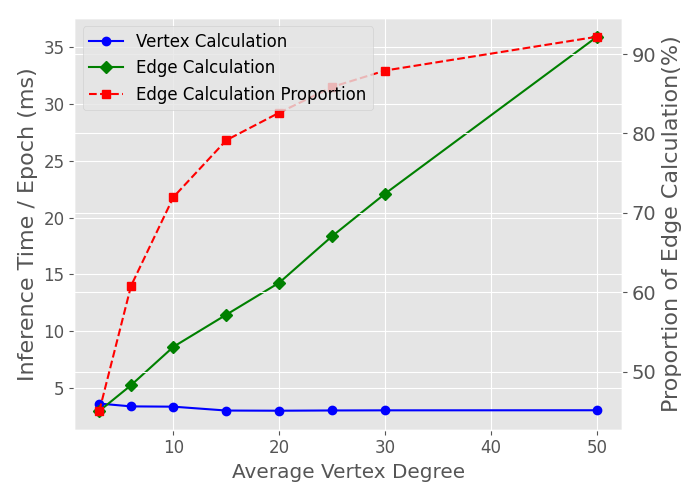 Vertex Calculation
Edge Calculation
Edge Calculation Proportion
Inference Time / Epoch (ms)
35
30
25
20
15
10
5
90
80
70
60
50
Proportion of Edge Calculation(%)
10
20
30
40
50
Average Vertex Degree